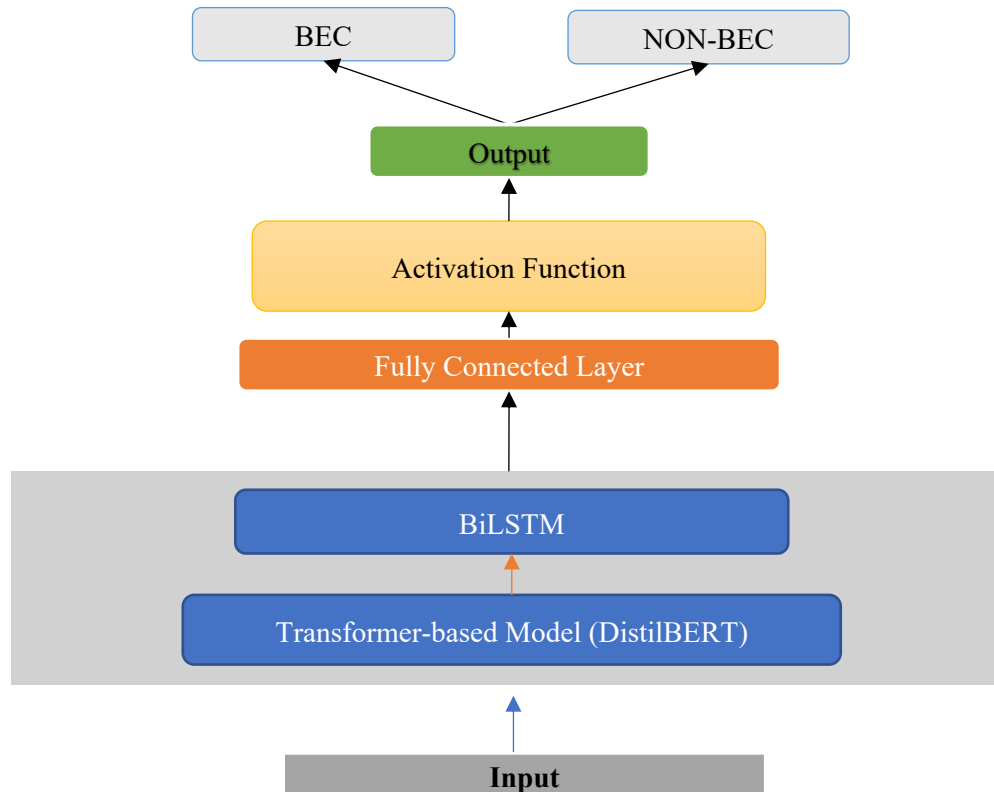 BEC
NON-BEC
Output
Activation Function
Fully Connected Layer
BiLSTM
Transformer-based Model (DistilBERT)
Input